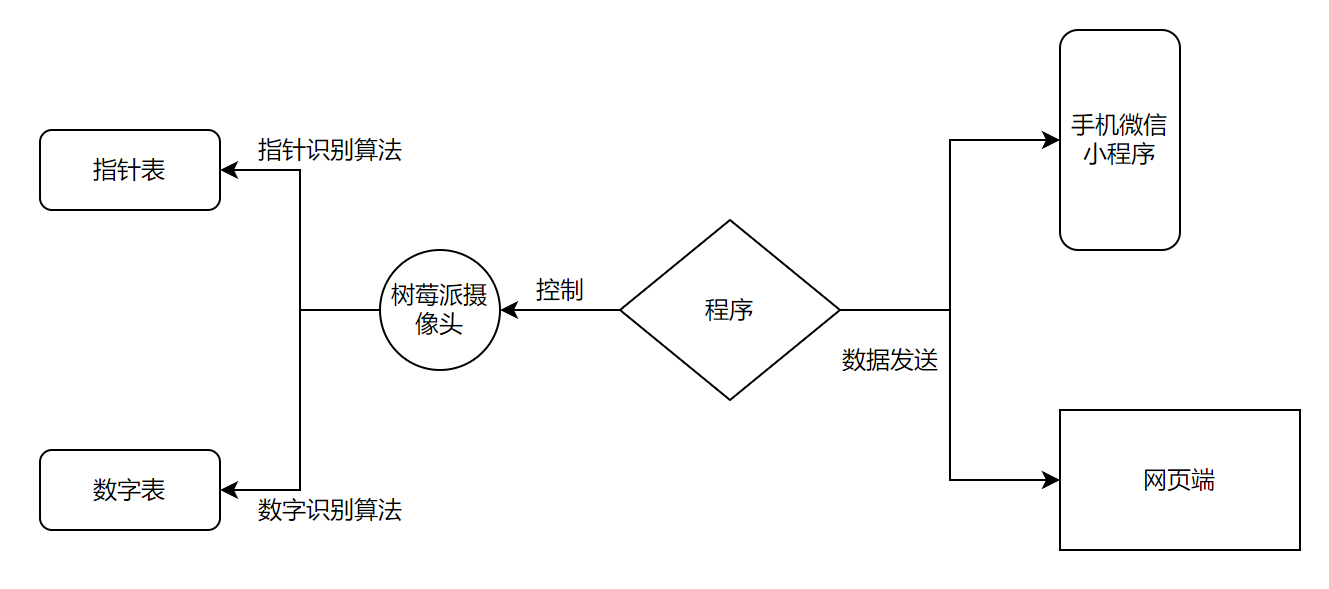 手机微信
小程序
指针识别算法
指针表
控制
树莓派摄
像头
程序
数据发送
网页端
数字表
数字识别算法